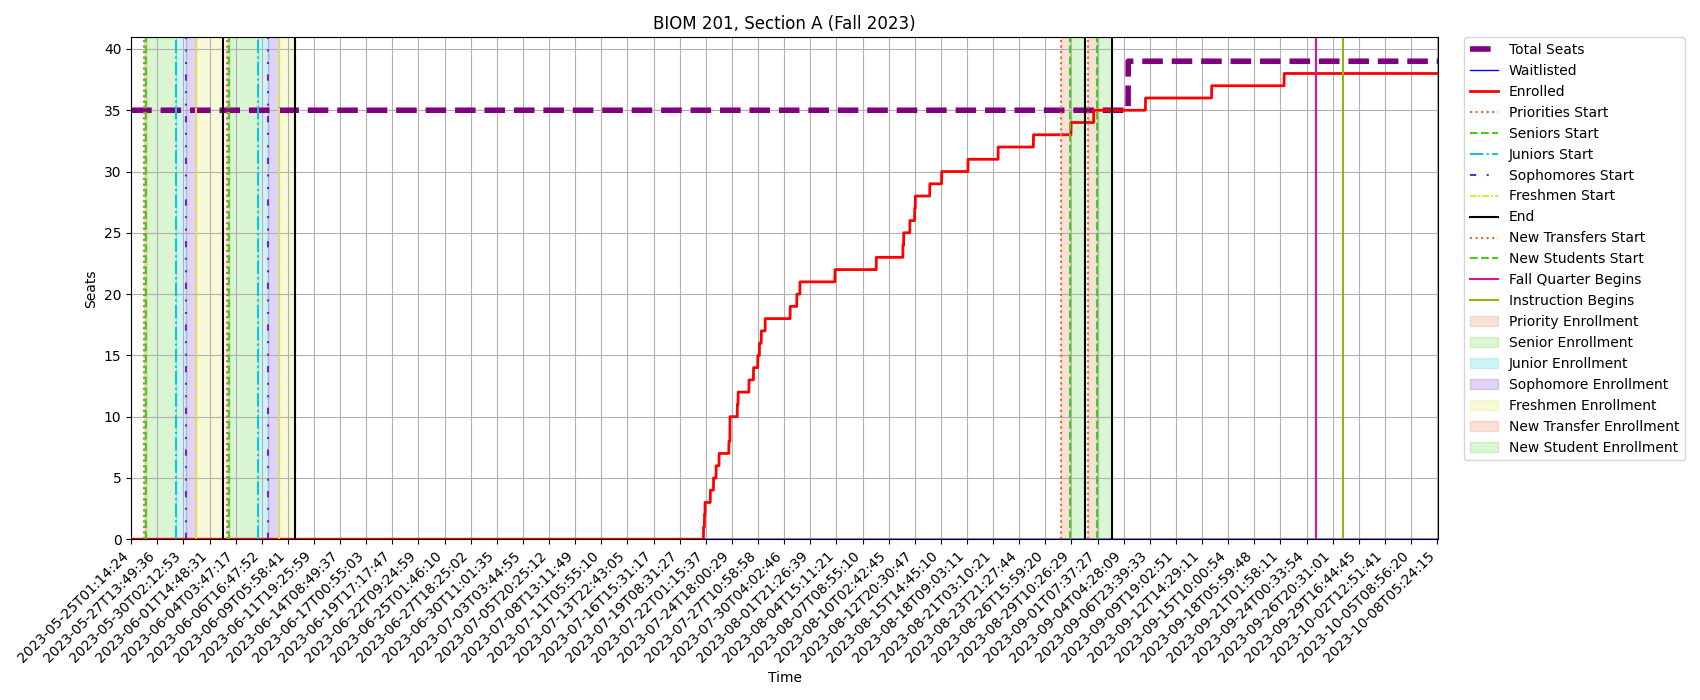 BIOM 201, Section A (Fall 2023)
Seats
40
35
30
25
20
15
10
5
0
2023-05-25T01:14:24
2023-05-27T13:49:36
2023-05-30T02:12:53
2023-06-01T14:48:31
2023-06-04T03:47:17
2023-06-06T16:47:52
2023-06-09T05:58:41
2023-06-11T19:25:59
2023-06-14T08:49:37
2023-06-17T00:55:03
2023-06-19T17:17:47
2023-06-22T09:24:59
2023-06-25T01:46:10
2023-06-27T18:25:02
2023-06-30T11:01:35
2023-07-03T03:44:55
2023-07-05T20:25:12
2023-07-08T13:11:49
2023-07-11T05:55:10
2023-07-13T22:43:05
2023-07-16T15:31:17
2023-07-19T08:31:27
2023-07-22T01:15:37
2023-07-24T18:00:29
2023-07-27T10:58:58
2023-07-30T04:02:46
2023-08-01T21:26:39
2023-08-04T15:11:21
2023-08-07T08:55:10
2023-08-10T02:42:45
2023-08-12T20:30:47
2023-08-15T14:45:10
2023-08-18T09:03:11
2023-08-21T03:10:21
2023-08-23T21:27:44
2023-08-26T15:59:20
2023-08-29T10:26:29
2023-09-01T07:37:27
2023-09-04T04:28:09
2023-09-06T23:39:33
2023-09-09T19:02:51
2023-09-12T14:29:11
2023-09-15T10:00:54
2023-09-18T05:59:48
2023-09-21T01:58:11
2023-09-24T00:33:54
2023-09-26T20:31:01
2023-09-29T16:44:45
2023-10-02T12:51:41
2023-10-05T08:56:20
2023-10-08T05:24:15
Time
Total Seats
Waitlisted
Enrolled
Priorities Start
Seniors Start
Juniors Start
Sophomores Start
Freshmen Start
End
New Transfers Start
New Students Start
Fall Quarter Begins
Instruction Begins
Priority Enrollment
Senior Enrollment
Junior Enrollment
Sophomore Enrollment
Freshmen Enrollment
New Transfer Enrollment
New Student Enrollment